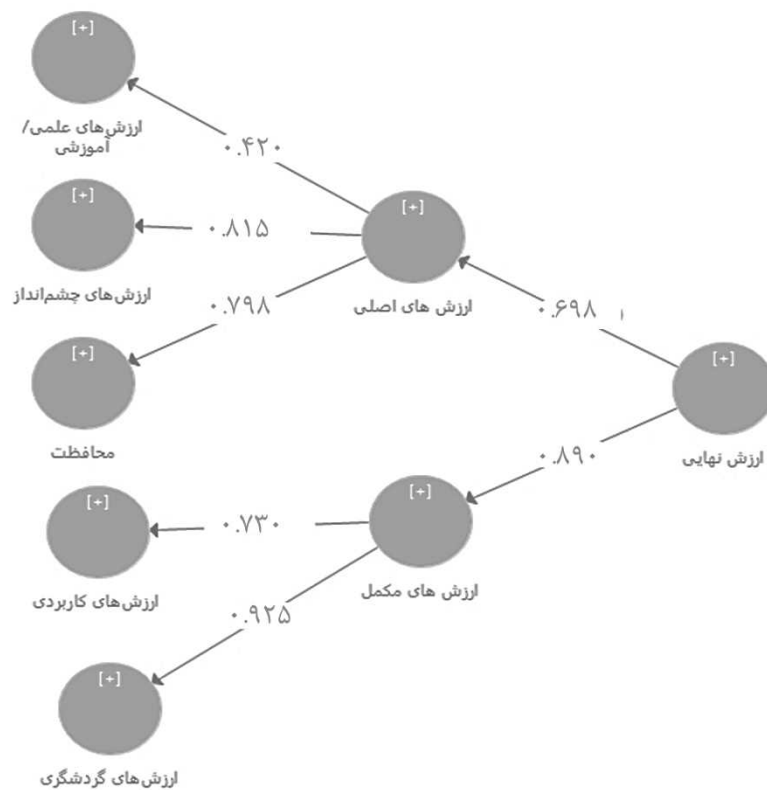 [+]
ارزش‌های علمی/
آموزشی
۰.۴۲۰
[+]
[+]
۰.۸۱۵
ارزش‌های چشم‌انداز
ارزش های اصلی
۰.۷۹۸
۰.۶۹۸
[+]
[+]
محافظت
ارزش نهایی
۰.۸۹۰
[+]
[+]
۰.۷۳۰
ارزش‌های کاربردی
ارزش های مکمل
۰.۹۲۵
[+]
ارزش‌های گردشگری